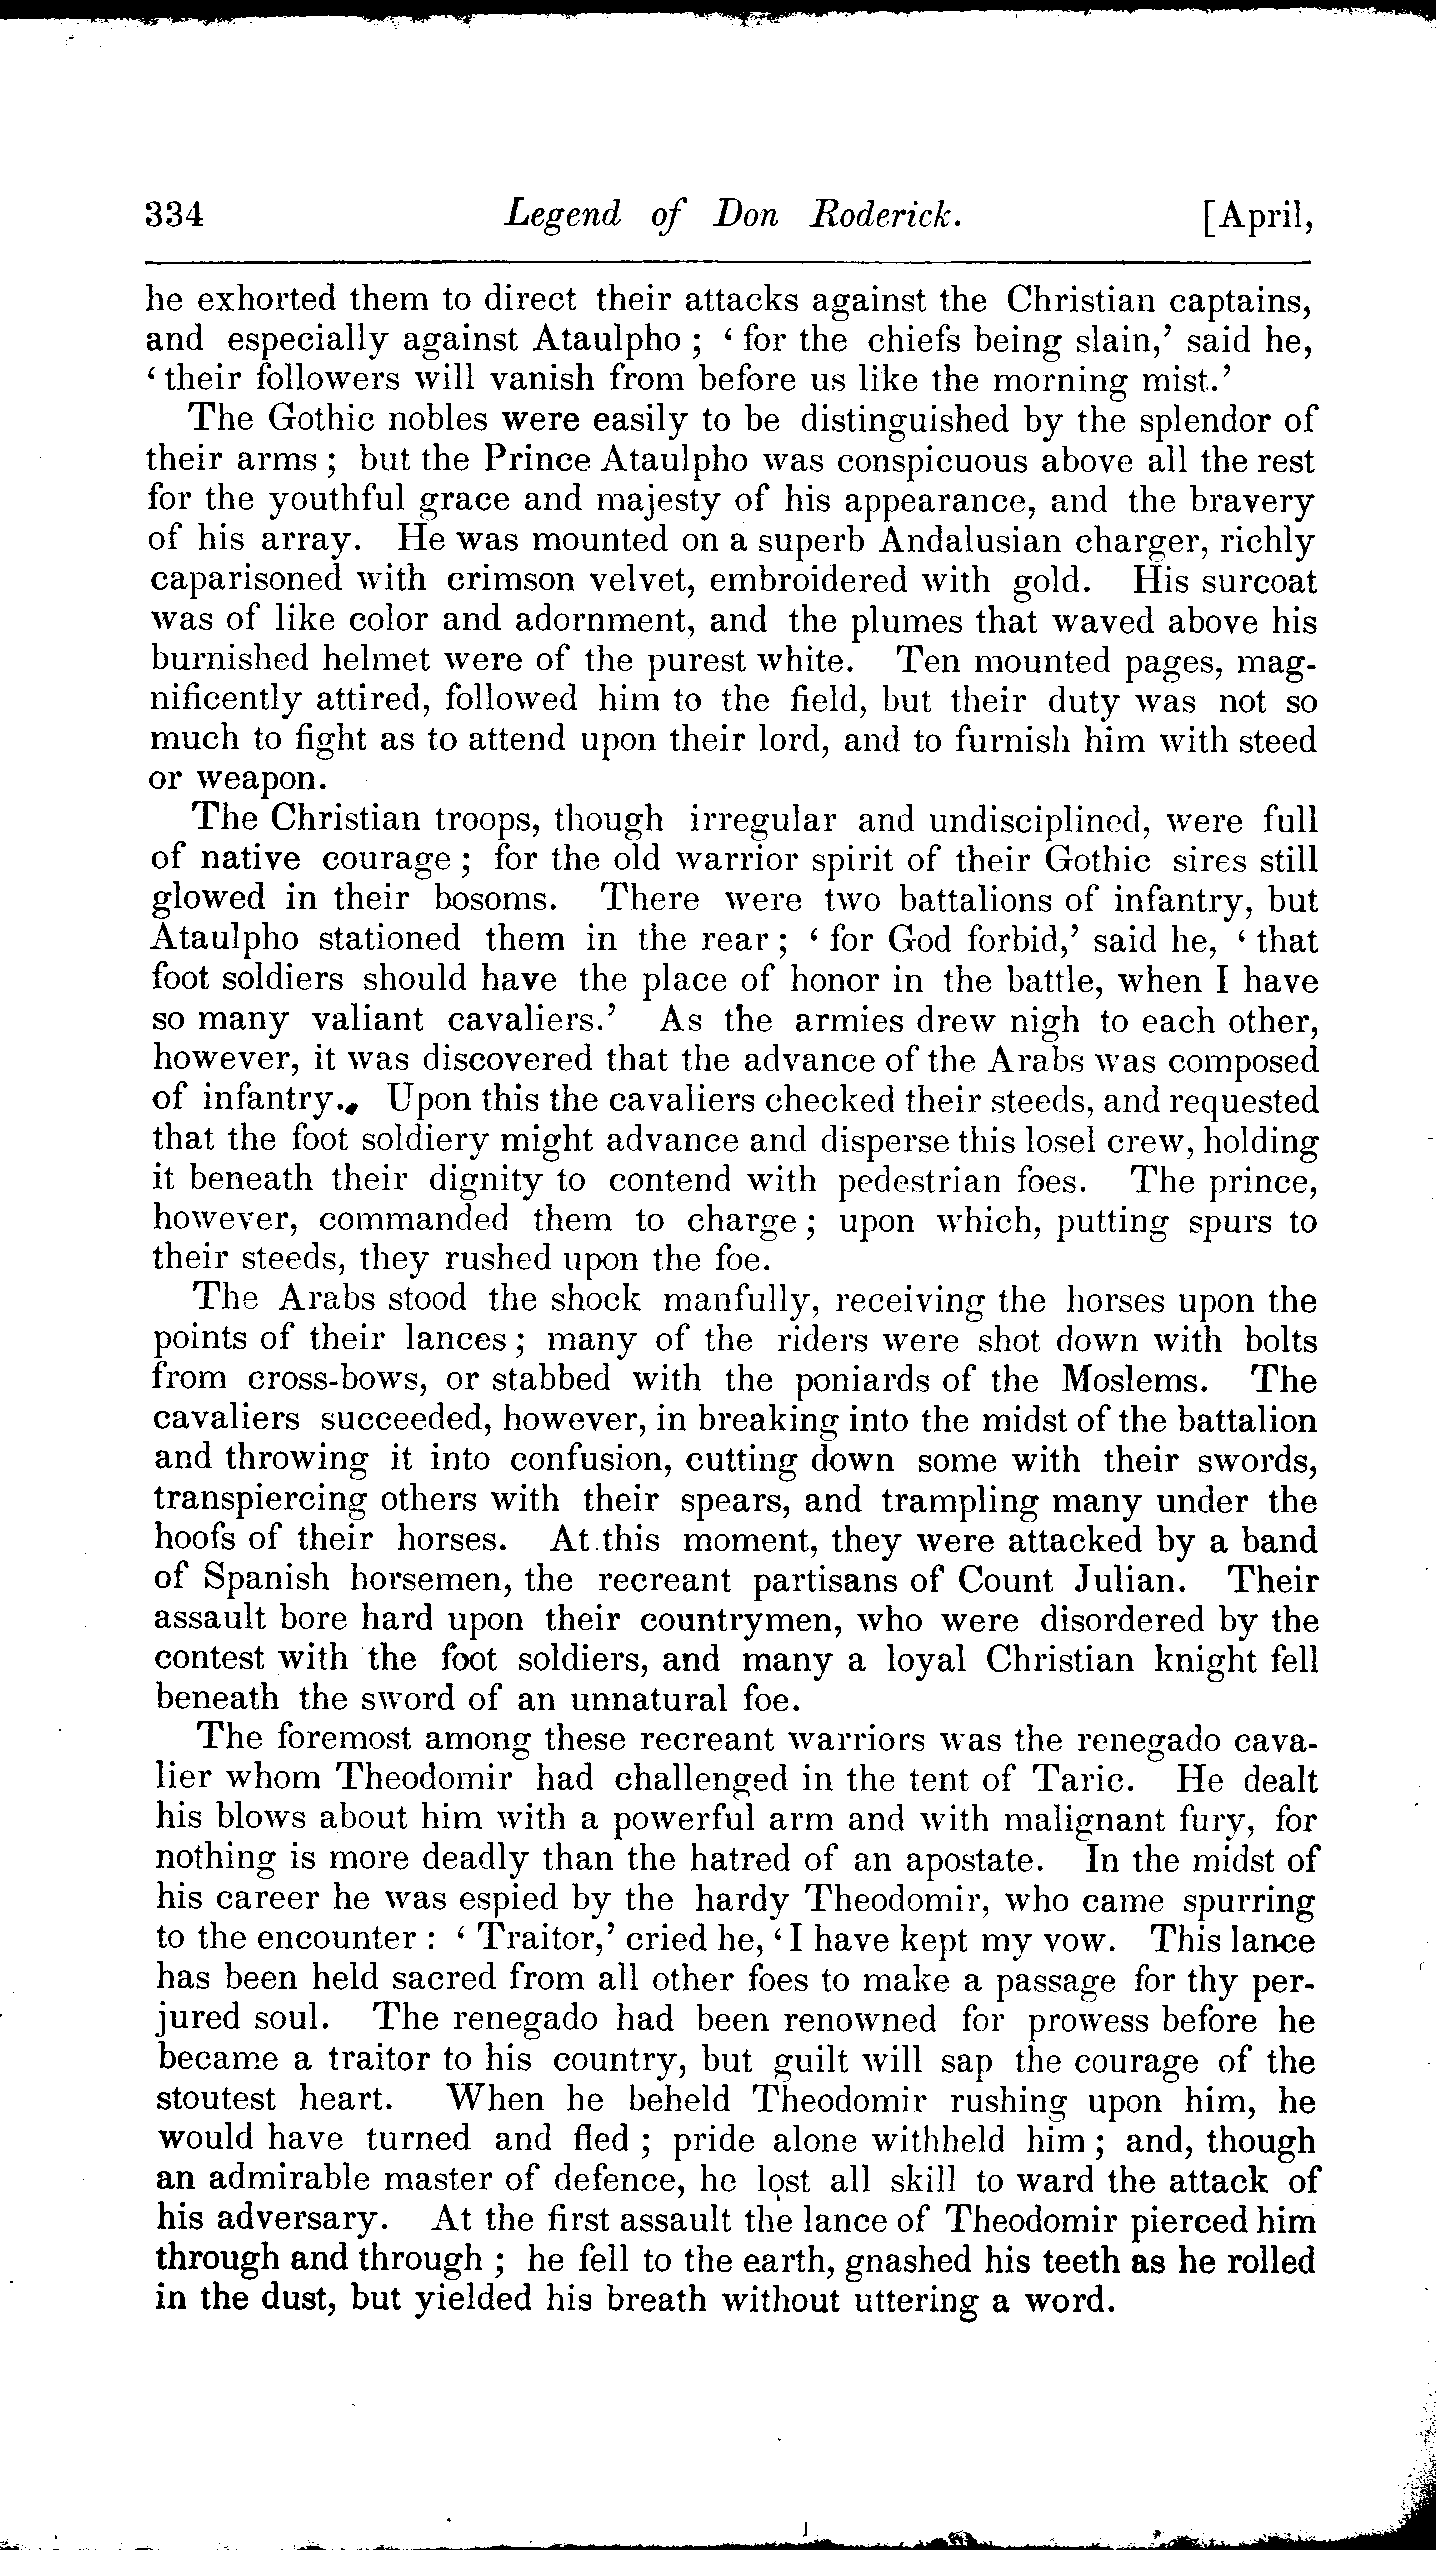 334 Legend of Don Roderick. [April,
he exhorted them to direct their attacks against the Christian captains,
and especially against Ataulpho ; ‘ for the chiefs being slain,’ said he,
‘ their followers will vanish from before us like the morning mist.’
The Gothic nobles were easily to be distinguished by the splendor of
their arms ; but the Prince Ataulpho was conspicuous above all the rest
for the youthful grace and majesty of his appearance, and the bravery
of his array. He was mounted on a superb Andalusian charger, richly
caparisoned with crimson velvet, embroidered with gold. His surcoat
was of like color and adornment, and the plumes that waved above his
burnished helmet were of the purest white. Ten mounted pages, mag-
nificently attired, followed him to the field, but their duty was not so
much to fight as to attend upon their lord, and to furnish him with steed
or weapon.
The Christian troops, though irregular and undisciplined, were full
of native courage ; for the old warrior spirit of their Gothic sires still
glowed in their bosoms. There were two battalions of infantry, but
Ataulpho stationed them in the rear ; ‘ for God forbid,’ said he, ‘ that
foot soldiers should have the place of honor in the battle, when I have
so many valiant cavaliers.’ As the armies drew nigh to each other,
however, it was discovered that the advance of the Arabs was composed
of infantry. Upon this the cavaliers checked their steeds, and requested
that the foot soldiery might advance and disperse this losel crew, holding
it beneath their dignity to contend with pedestrian foes. The prince,
however, commanded them to charge ; upon which, putting spurs to
their steeds, they rushed upon the foe.
The Arabs stood the shock manfully, receiving the horses upon the
points of their lances ; many of the riders were shot down with bolts
from cross-bows, or stabbed with the poniards of the Moslems. The
cavaliers succeeded, however, in breaking into the midst of the battalion
and throwing it into confusion, cutting down some with their swords,
transpiercing others with their spears, and trampling many under the
hoofs of their horses. At this moment, they were attacked by a band
of Spanish horsemen, the recreant partisans of Count Julian. Their
assault bore hard upon their countrymen, who were disordered by the
contest with the foot soldiers, and many a loyal Christian knight fell
beneath the sword of an unnatural foe.
The foremost among these recreant warriors was the renegado cava-
lier whom Theodomir had challenged in the tent of Taric. He dealt
his blows about him with a powerful arm and with malignant fury, for
nothing is more deadly than the hatred of an apostate. In the midst of
his career he was espied by the hardy Theodomir, who came spurring
to the encounter : ‘ Traitor,’ cried he, ‘ I have kept my vow. This lance
has been held sacred from all other foes to make a passage for thy per-
jured soul. The renegado had been renowned for prowess before he
became a traitor to his country, but guilt will sap the courage of the
stoutest heart. When he beheld Theodomir rushing upon him, he
would have turned and fled ; pride alone withheld him ; and, though
an admirable master of defence, he lost all skill to ward the attack of
his adversary. At the first assault the lance of Theodomir pierced him
through and through ; he fell to the earth, gnashed his teeth as he rolled
in the dust, but yielded his breath without uttering a word.